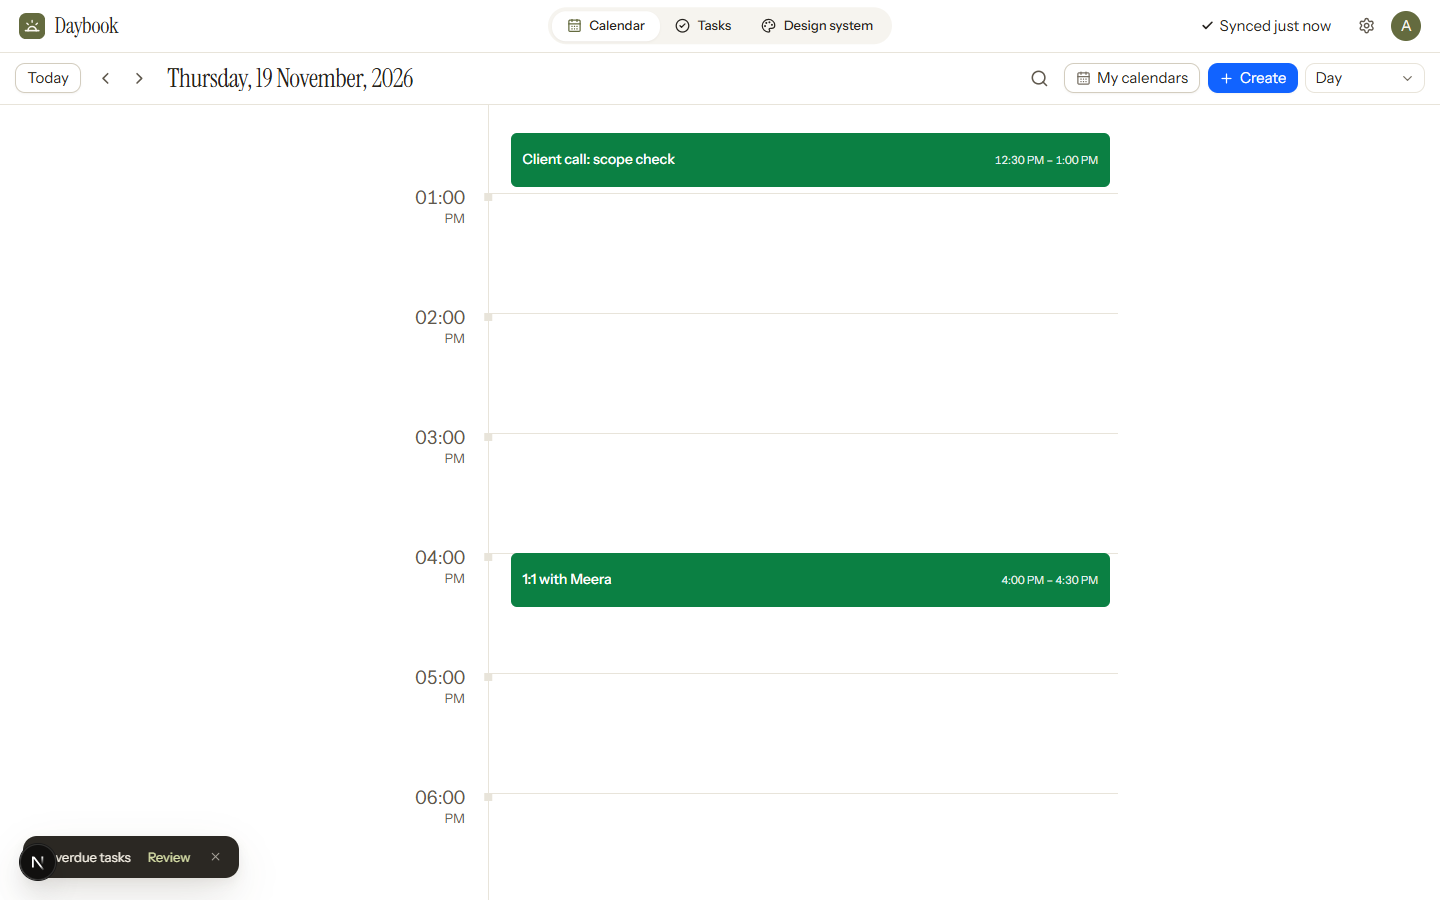 Daybook
Calendar
Tasks
Design system
Synced just now
A
Today
Thursday, 19 November, 2026
My calendars
+ Create
Day
Client call: scope check
12:30 PM – 1:00 PM
01:00
PM
02:00
PM
03:00
PM
04:00
PM
1:1 with Meera
4:00 PM – 4:30 PM
05:00
PM
06:00
PM
N
verdue tasks
Review